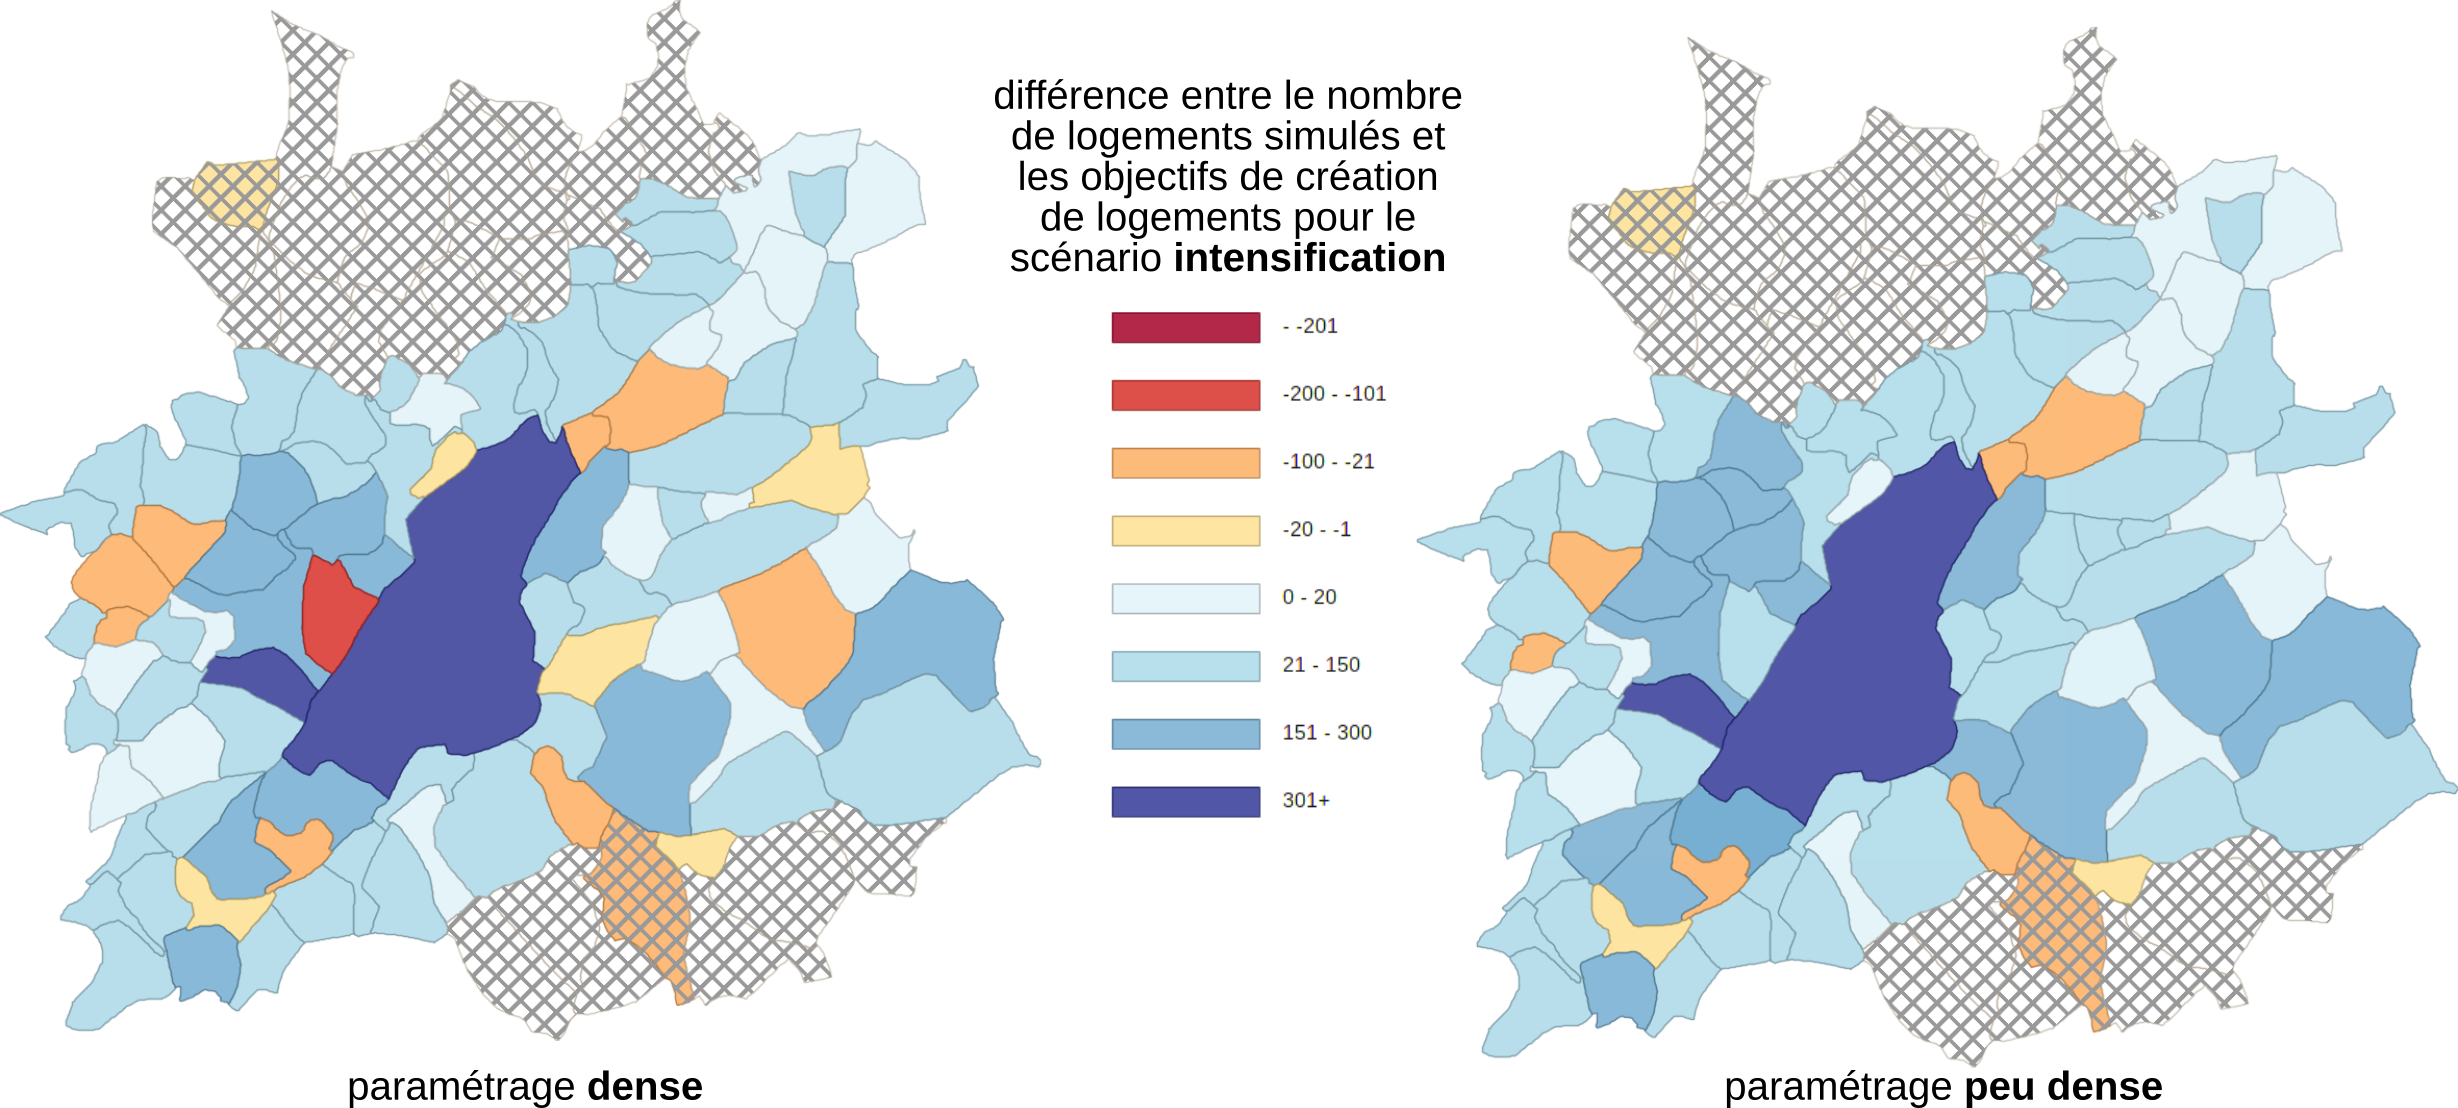 différence entre le nombre
de logements simulés et
les objectifs de création
de logements pour le
scénario intensification
- -201
-200 - -101
-100 - -21
-20 - -1
0 - 20
21 - 150
151 - 300
301+
paramétrage dense
paramétrage peu dense